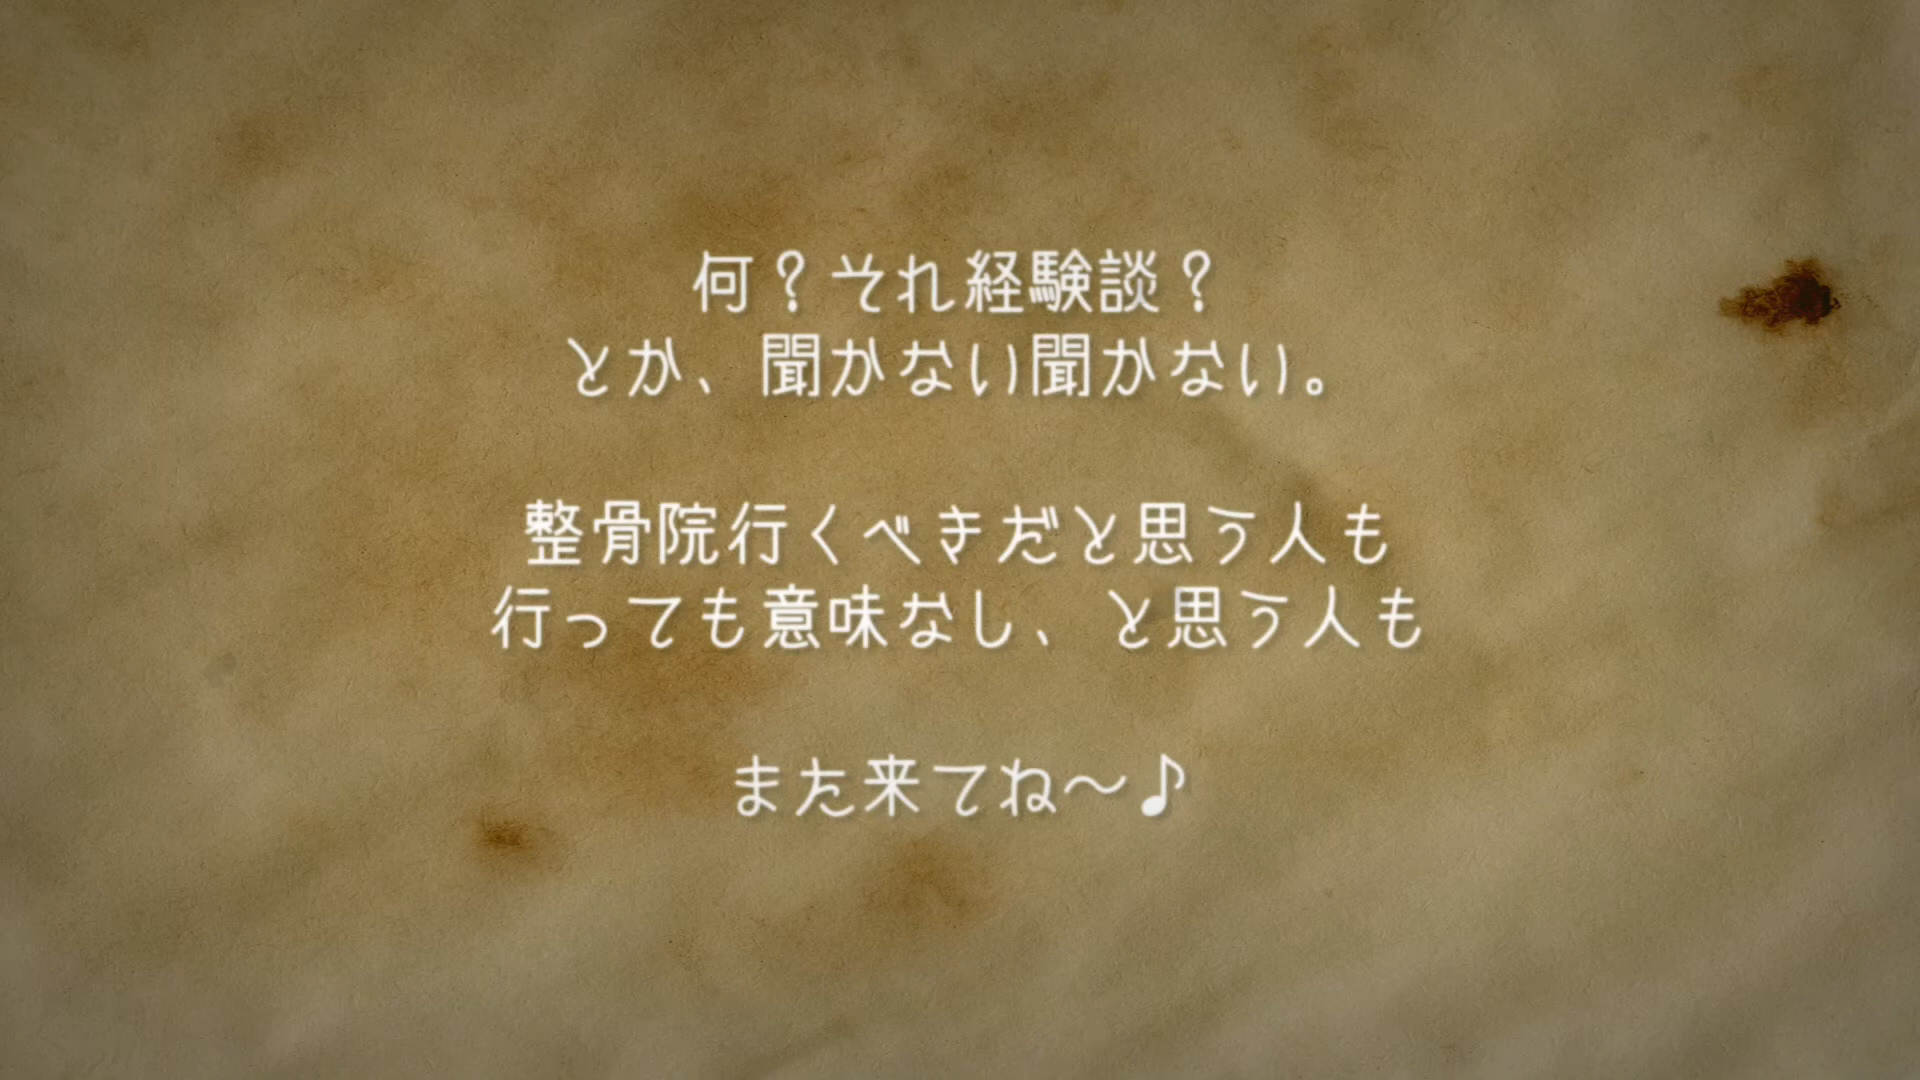 何？それ経験談？
とか、聞かない聞かない。
整骨院行くべきだと思う人も
行っても意味なし、と思う人も
また来てね～♪